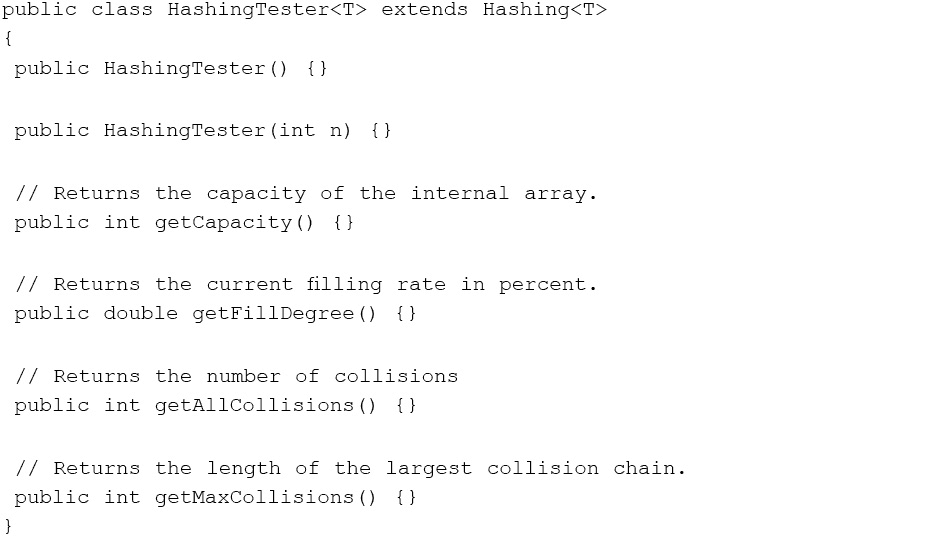 public class HashingTester<T> extends Hashing<T>
{
public HashingTester() {}
public HashingTester(int n) {}
// Returns the capacity of the internal array.
public int getCapacity() {}
// Returns the current filling rate in percent.
public double getFillDegree() {}
// Returns the number of collisions
public int getAllCollisions() {}
// Returns the length of the largest collision chain.
public int getMaxCollisions() {}
}